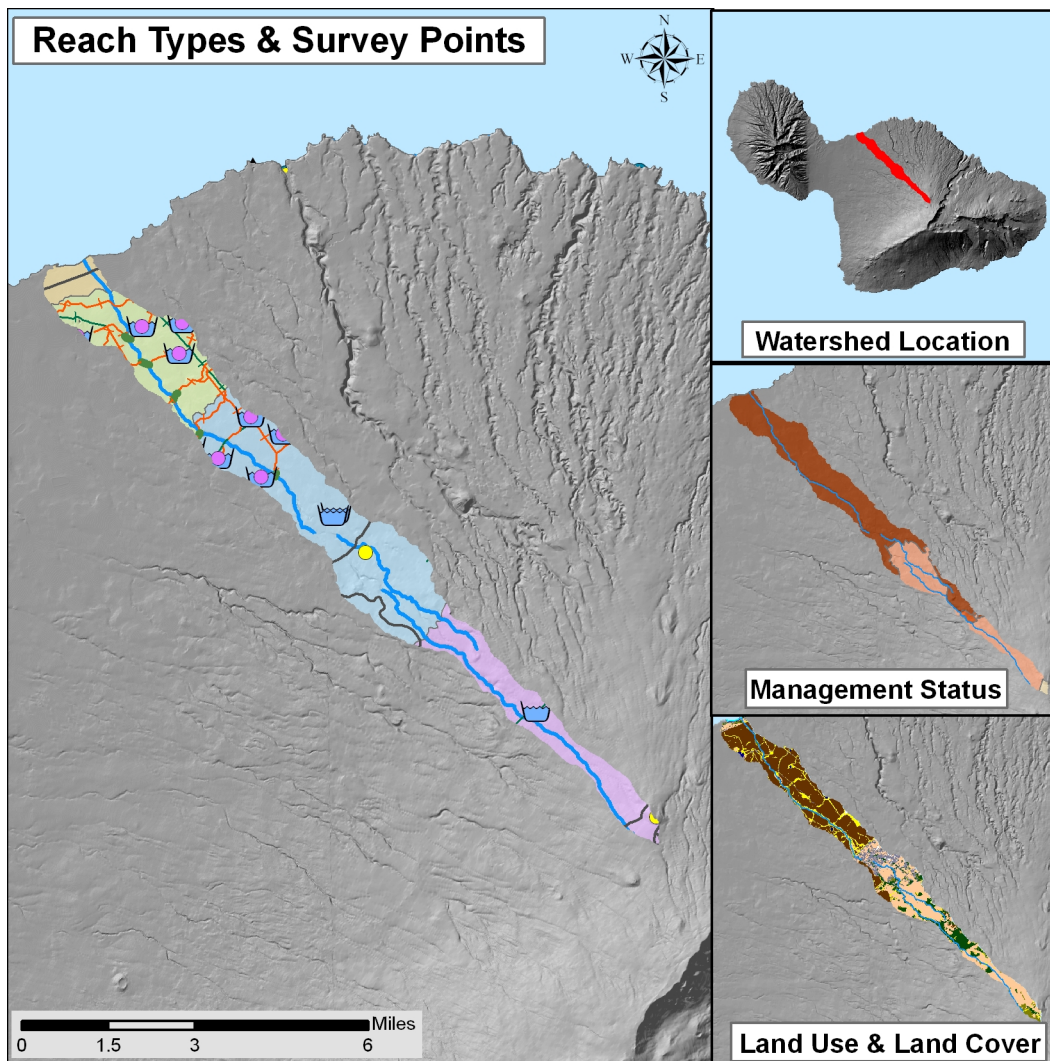 Reach Types & Survey Points
N
W E
S
Watershed Location
Management Status
Land Use & Land Cover
Miles
0 1.5 3 6